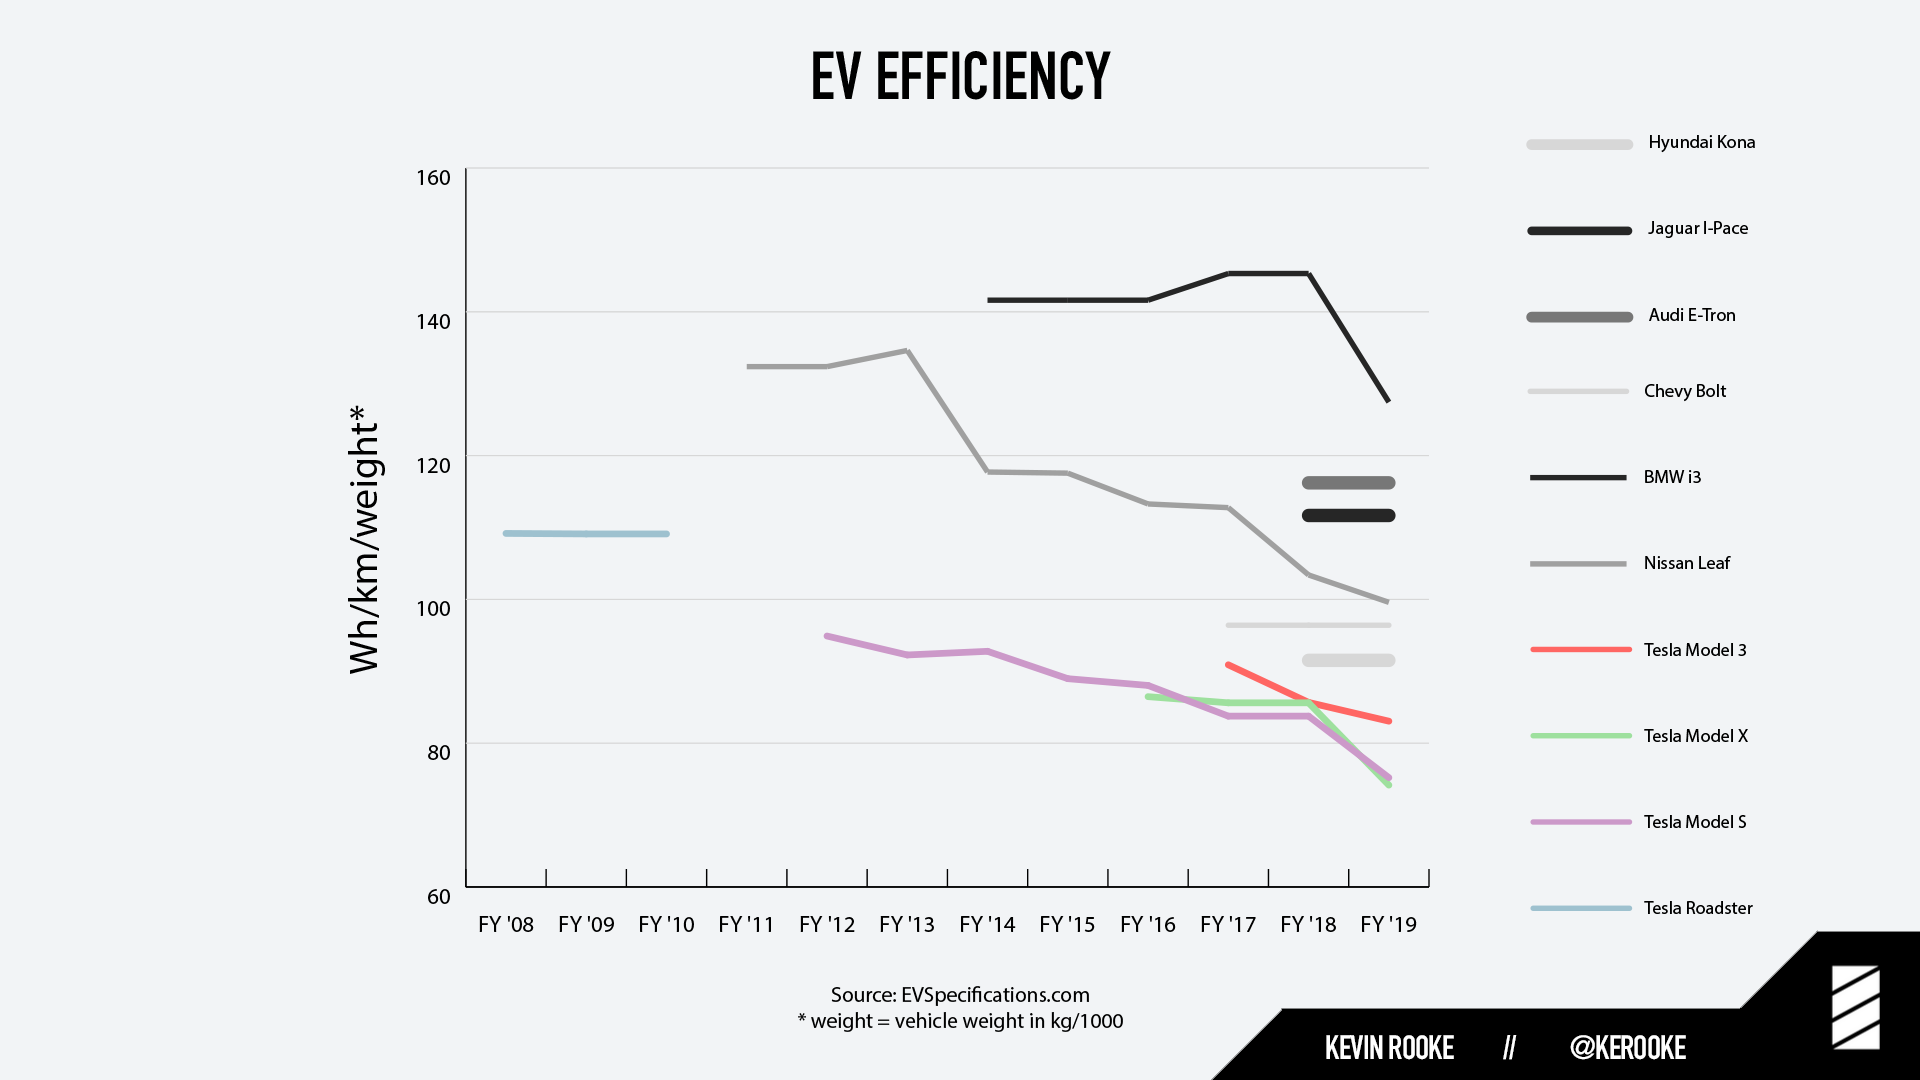 EV EFFICIENCY
Wh/km/weight*
160
140
120
100
80
60
FY '08
FY '09
FY '10
FY '11
FY '12
FY '13
FY '14
FY '15
FY '16
FY '17
FY '18
FY '19
Hyundai Kona
Jaguar I-Pace
Audi E-Tron
Chevy Bolt
BMW i3
Nissan Leaf
Tesla Model 3
Tesla Model X
Tesla Model S
Tesla Roadster
Source: EVSpecifications.com
* weight = vehicle weight in kg/1000
KEVIN ROOKE // @KEROOKE